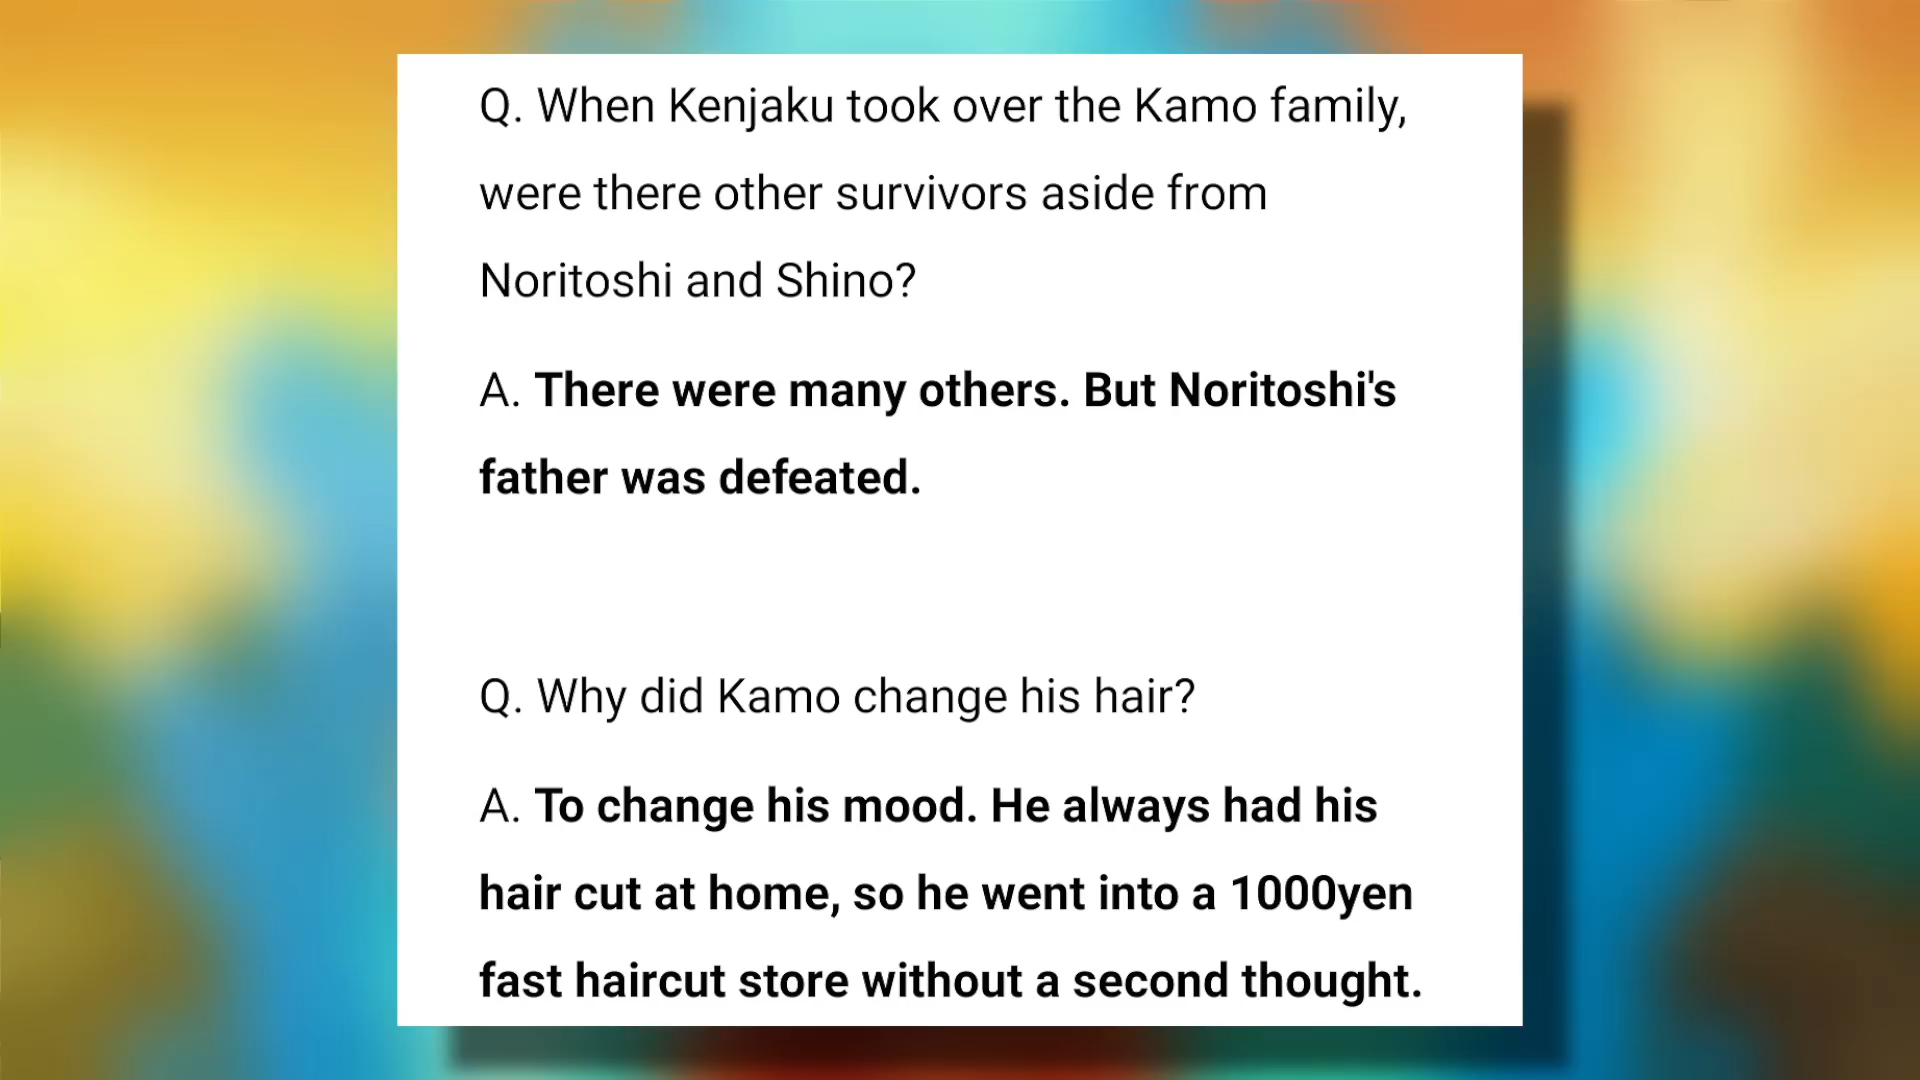 Q. When Kenjaku took over the Kamo family,
were there other survivors aside from
Noritoshi and Shino?
A. There were many others. But Noritoshi's
father was defeated.
Q. Why did Kamo change his hair?
A. To change his mood. He always had his
hair cut at home, so he went into a 1000yen
fast haircut store without a second thought.